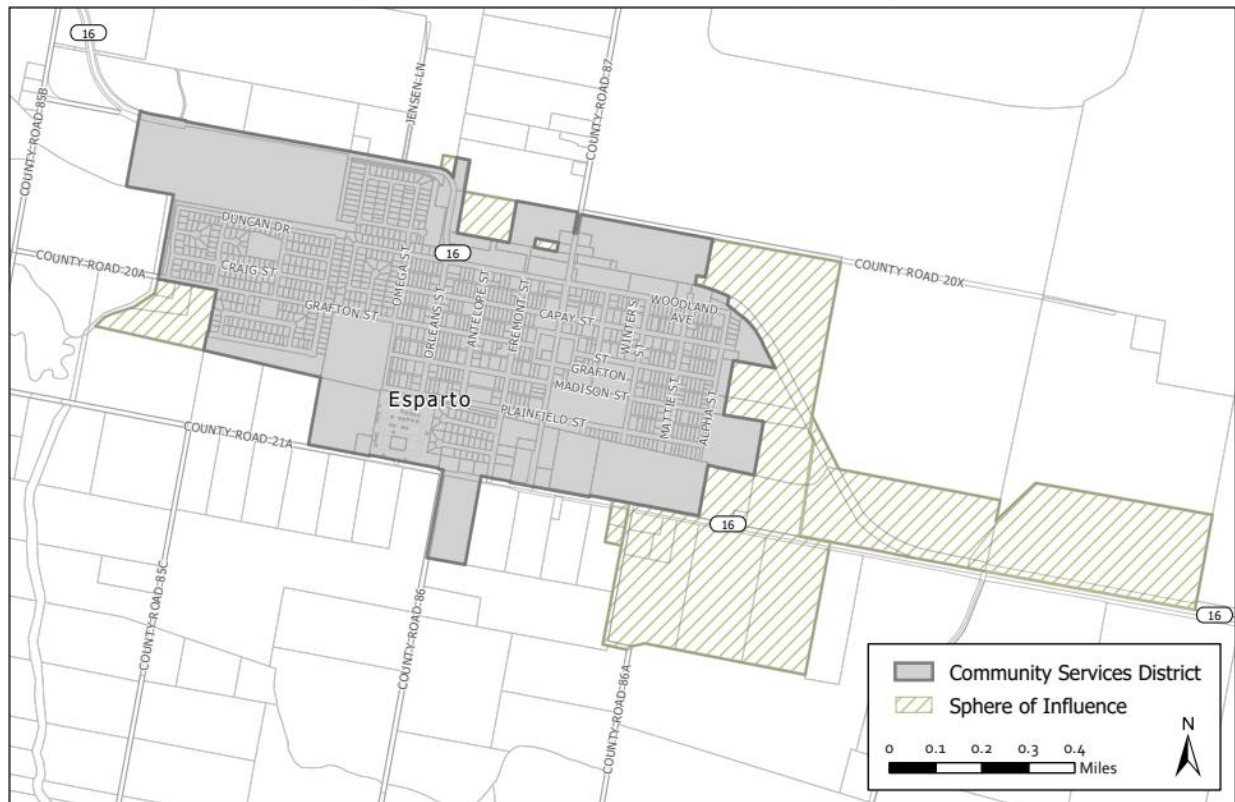 16
COUNTY ROAD 85B
JENSEN LN
COUNTY ROAD 87
DUNCAN DR
16
COUNTY ROAD 20A
CRAIG ST
OMEGA ST
GRAFTON ST
ORLEANS ST
ANTELOPE ST
FREMONT ST
CAPAY ST
WINTERS
ST
WOODLAND
AVE
COUNTY ROAD 20X
ST
GRAFTON
MADISON ST
MATTIE ST
ALPHA ST
Esparto
PLAINFIELD ST
COUNTY ROAD 21A
16
COUNTY ROAD 85C
COUNTY ROAD 86
COUNTY ROAD 86A
16
Community Services District
Sphere of Influence
N
0 0.1 0.2 0.3 0.4
Miles